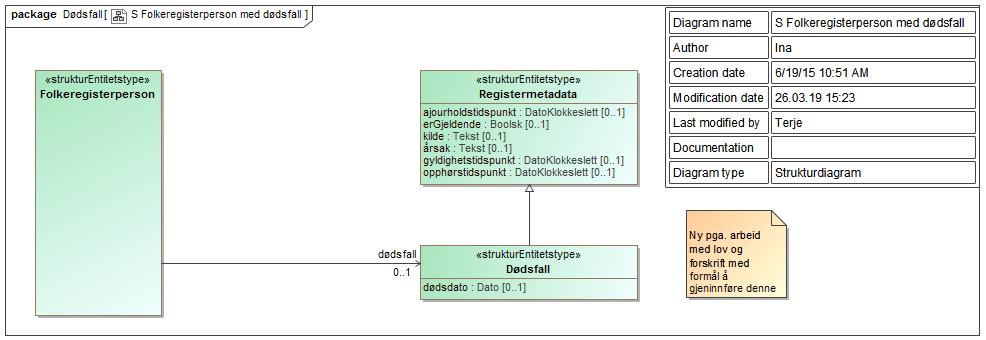 package Dødsfall[ S Folkeregisterperson med dødsfall ]
«strukturEntitetstype»
Folkeregisterperson
«strukturEntitetstype»
Registermetadata
ajourholdstidspunkt : DatoKlokkeslett [0..1]
erGjeldende : Boolsk [0..1]
kilde : Tekst [0..1]
årsak : Tekst [0..1]
gyldighetstidspunkt : DatoKlokkeslett [0..1]
opphørstidspunkt : DatoKlokkeslett [0..1]
dødsfall
0..1
«strukturEntitetstype»
Dødsfall
dødsdato : Dato [0..1]
Diagram name S Folkeregisterperson med dødsfall
Author Ina
Creation date 6/19/15 10:51 AM
Modification date 26.03.19 15:23
Last modified by Terje
Documentation
Diagram type Strukturdiagram
Ny pga. arbeid
med lov og
forskrift med
formål å
gjeninnføre denne